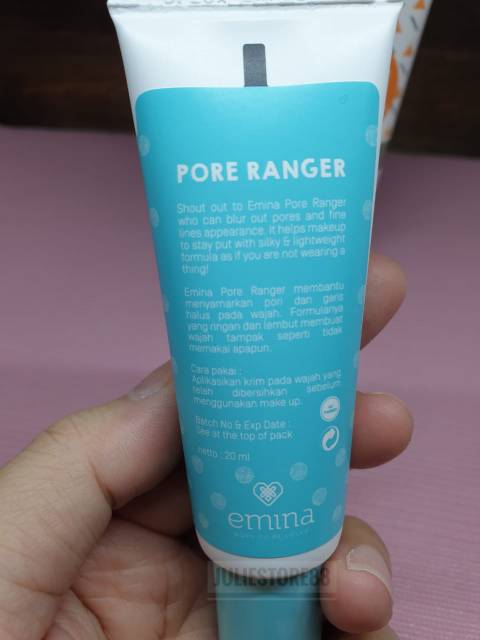 PORE RANGER
Shout out to Emina Pore Ranger
who can blur out pores and fine
lines appearance. It helps makeup
to stay put with silky & lightweight
formula as if you are not wearing a
thing!
Emina Pore Ranger membantu
menyamarkan pori dan garis
halus pada wajah. Formulanya
yang ringan dan lembut membuat
wajah tampak seperti tidak
memakai apapun.
Cara pakai :
Aplikasikan krim pada wajah yang
telah dibersihkan sebelum
menggunakan make up.
Batch No & Exp Date :
See at the top of pack
netto : 20 ml
emina
JULIESTORE88